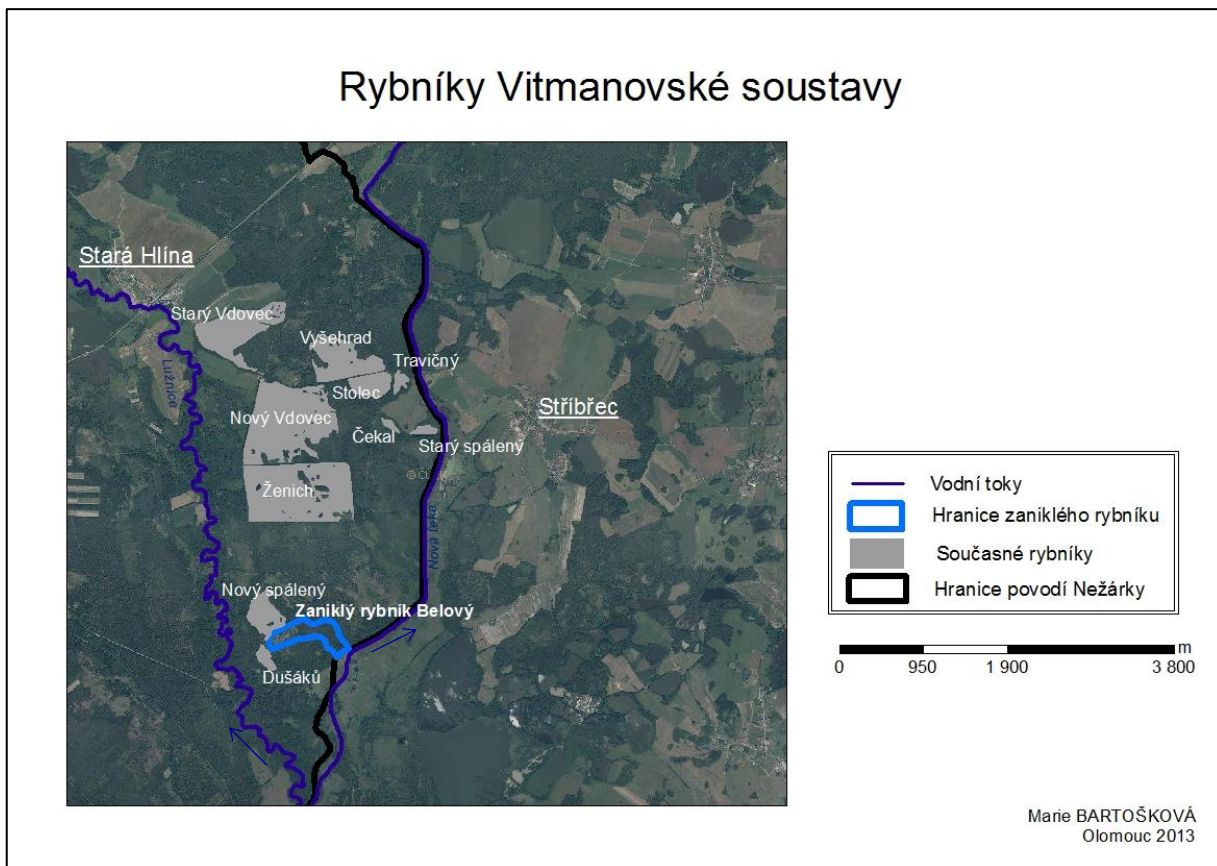 Rybníky Vitmanovské soustavy
Stará Hlína
Starý Vdovec
Vyšehrad
Travičný
Lužnice
Stolec
Stříbřec
Nový Vdovec
Čekal
Starý spálený
Ženich
Nová řeka
Nový spálený
Zaniklý rybník Belový
Dušáků
Vodní toky
Hranice zaniklého rybníku
Současné rybníky
Hranice povodí Nežárky
m
0 950 1 900 3 800
Marie BARTOŠKOVÁ
Olomouc 2013